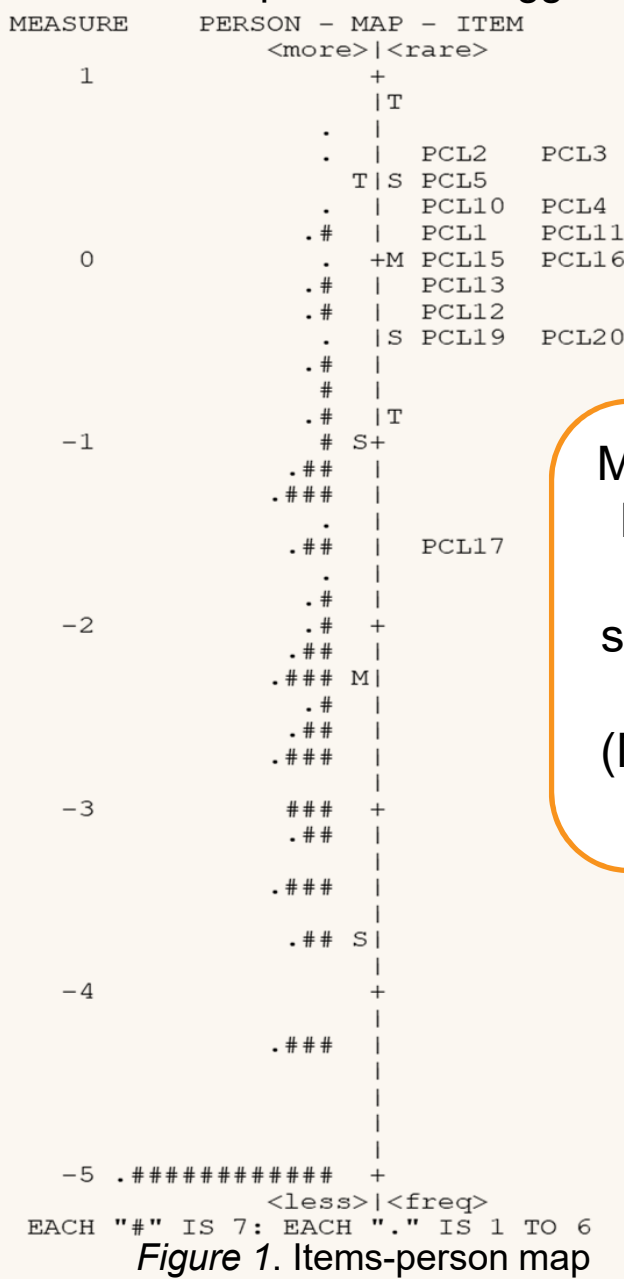 MEASURE PERSON - MAP - ITEM
<more>|<rare>
1 +
|T
. |
. | PCL2 PCL3
T|S PCL5
. | PCL10 PCL4
.# | PCL1 PCL11
0 . +M PCL15 PCL16
.# | PCL13
.# | PCL12
. |S PCL19 PCL20
.# |
# |
.# |T
-1 # S+
.## |
.### |
. |
.## | PCL17
. |
.# |
-2 .# +
.## |
.### M|
.# |
.## |
.### |
|
-3 ### +
.## |
|
.### |
|
.## S|
|
-4 +
|
|
.### |
|
|
|
|
-5 .############ +
<less>|<freq>
EACH "#" IS 7: EACH "." IS 1 TO 6
Figure 1. Items-person map